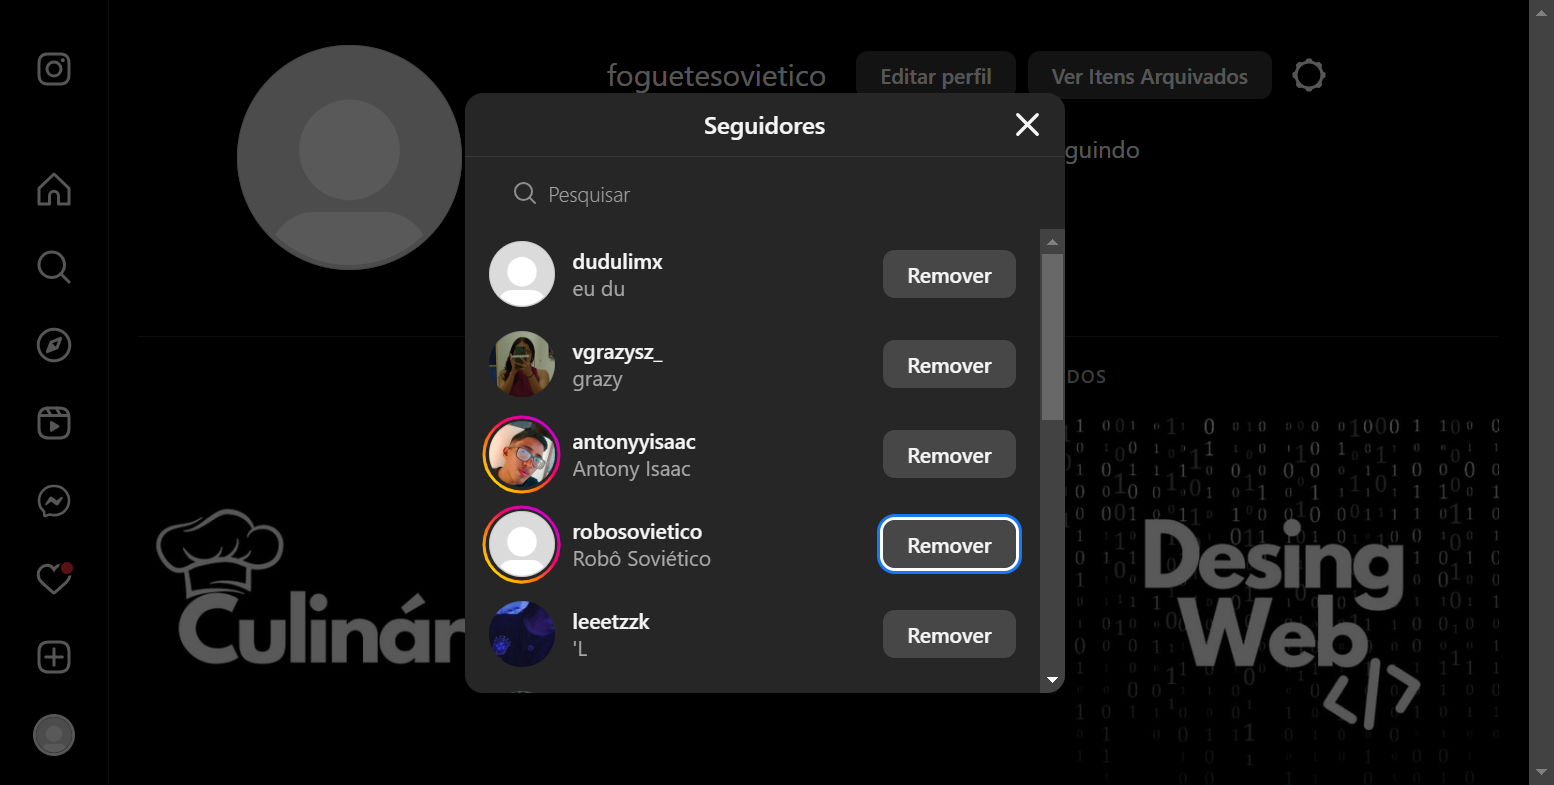 foguetesovietico
Editar perfil
Ver Itens Arquivados
guindo
Seguidores
Pesquisar
dudulimx
eu du
Remover
vgrazysz_
grazy
Remover
antonyyisaac
Antony Isaac
Remover
robosovietico
Robô Soviético
Remover
leeetzzk
'L
Remover
DOS
Culinár
Desing
Web
</>